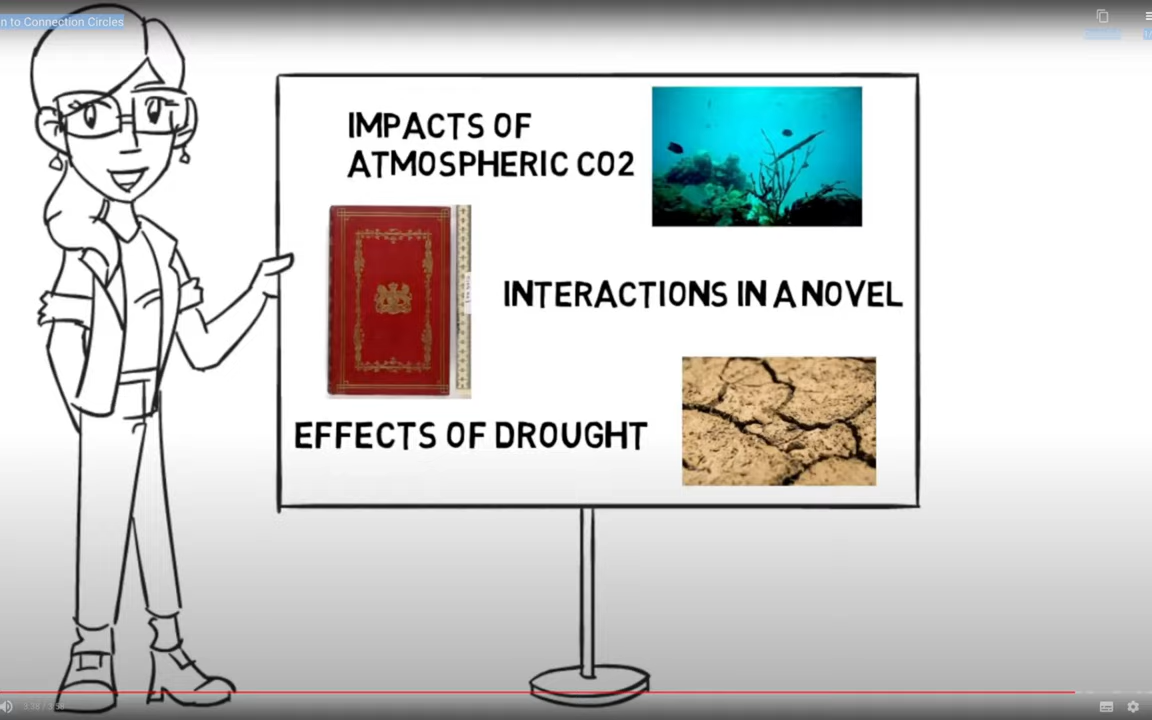 n to Connection Circles
IMPACTS OF
ATMOSPHERIC CO2
INTERACTIONS IN A NOVEL
EFFECTS OF DROUGHT